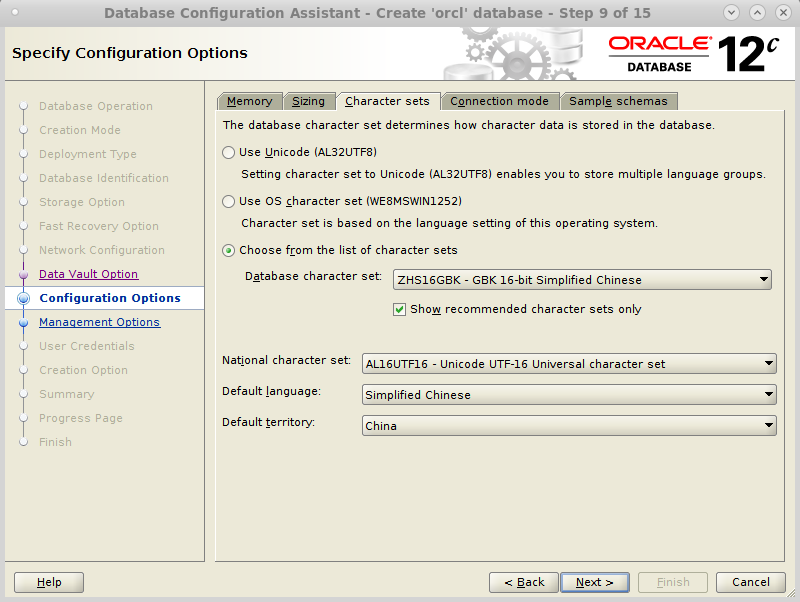 Database Configuration Assistant - Create 'orcl' database - Step 9 of 15
Specify Configuration Options
ORACLE®
DATABASE
12c
Database Operation
Creation Mode
Deployment Type
Database Identification
Storage Option
Fast Recovery Option
Network Configuration
Data Vault Option
Configuration Options
Management Options
User Credentials
Creation Option
Summary
Progress Page
Finish
Memory Sizing Character sets Connection mode Sample schemas
The database character set determines how character data is stored in the database.
Use Unicode (AL32UTF8)
Setting character set to Unicode (AL32UTF8) enables you to store multiple language groups.
Use OS character set (WE8MSWIN1252)
Character set is based on the language setting of this operating system.
Choose from the list of character sets
Database character set: ZHS16GBK - GBK 16-bit Simplified Chinese
Show recommended character sets only
National character set: AL16UTF16 - Unicode UTF-16 Universal character set
Default language: Simplified Chinese
Default territory: China
Help < Back Next > Finish Cancel